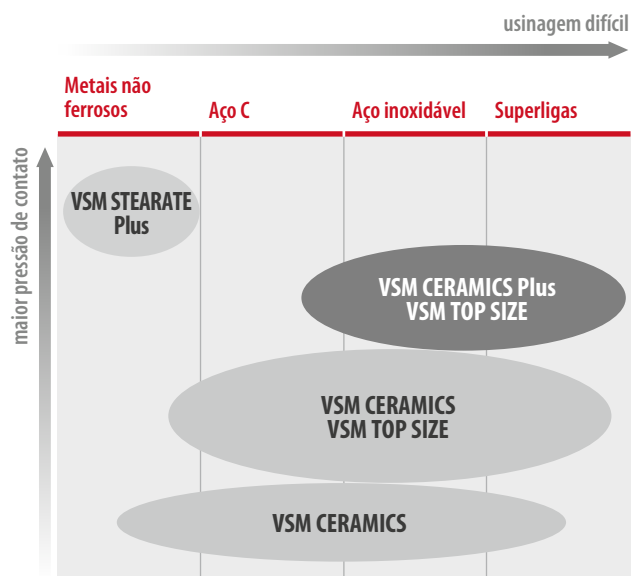 usinagem difícil
Metais não
ferrosos
Aço C
Aço inoxidável
Superligas
maior pressão de contato
VSM STEARATE
Plus
VSM CERAMICS Plus
VSM TOP SIZE
VSM CERAMICS
VSM TOP SIZE
VSM CERAMICS